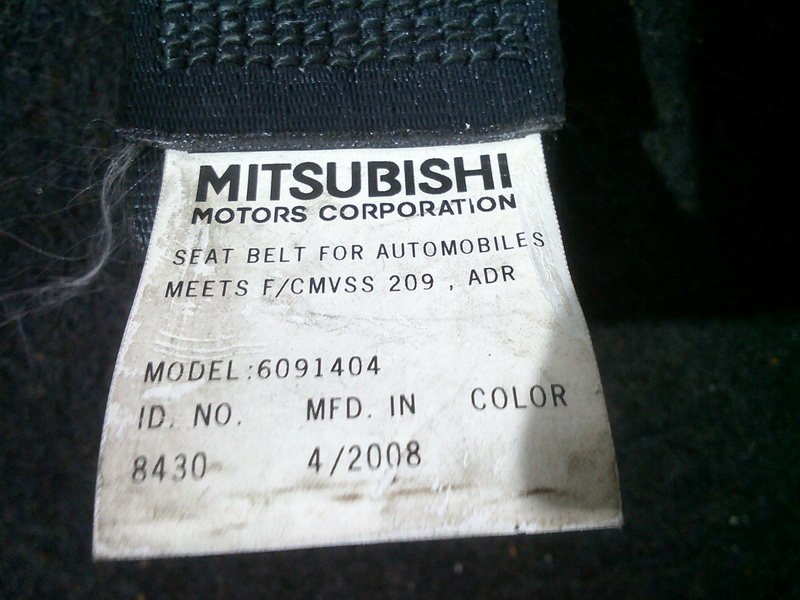 MITSUBISHI
MOTORS CORPORATION
SEAT BELT FOR AUTOMOBILES
MEETS F/CMVSS 209 , ADR
MODEL:6091404
ID. NO. MFD. IN COLOR
8430 4/2008